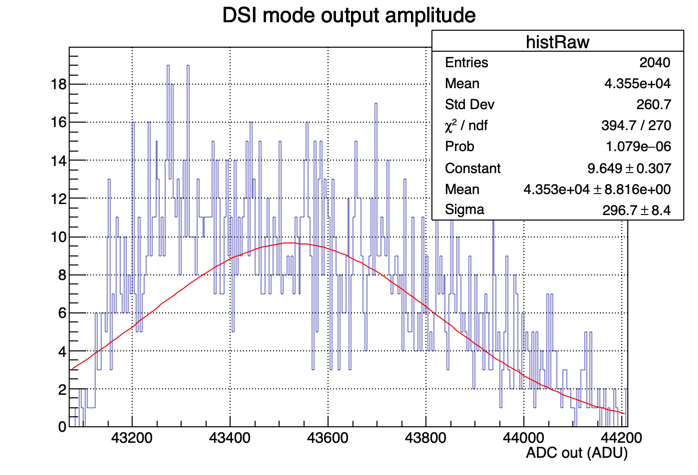 DSI mode output amplitude
histRaw
Entries 2040
Mean 4.355e+04
Std Dev 260.7
χ² / ndf 394.7 / 270
Prob 1.079e−06
Constant 9.649 ± 0.307
Mean 4.353e+04 ± 8.816e+00
Sigma 296.7 ± 8.4
18
16
14
12
10
8
6
4
2
0
43200 43400 43600 43800 44000 44200
ADC out (ADU)